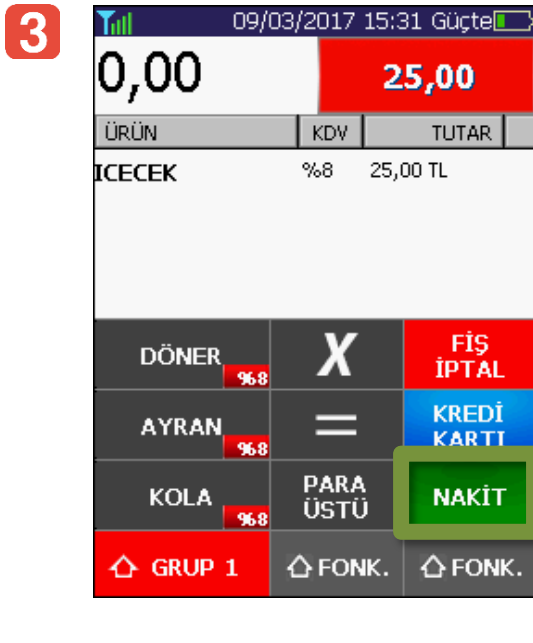 3
09/03/2017 15:31 Güçte
0,00 25,00
ÜRÜN KDV TUTAR
ICECEK %8 25,00 TL
DÖNER %8
X
FİŞ
İPTAL
AYRAN %8
=
KREDİ
KARTI
KOLA %8
PARA
ÜSTÜ
NAKİT
GRUP 1 FONK. FONK.